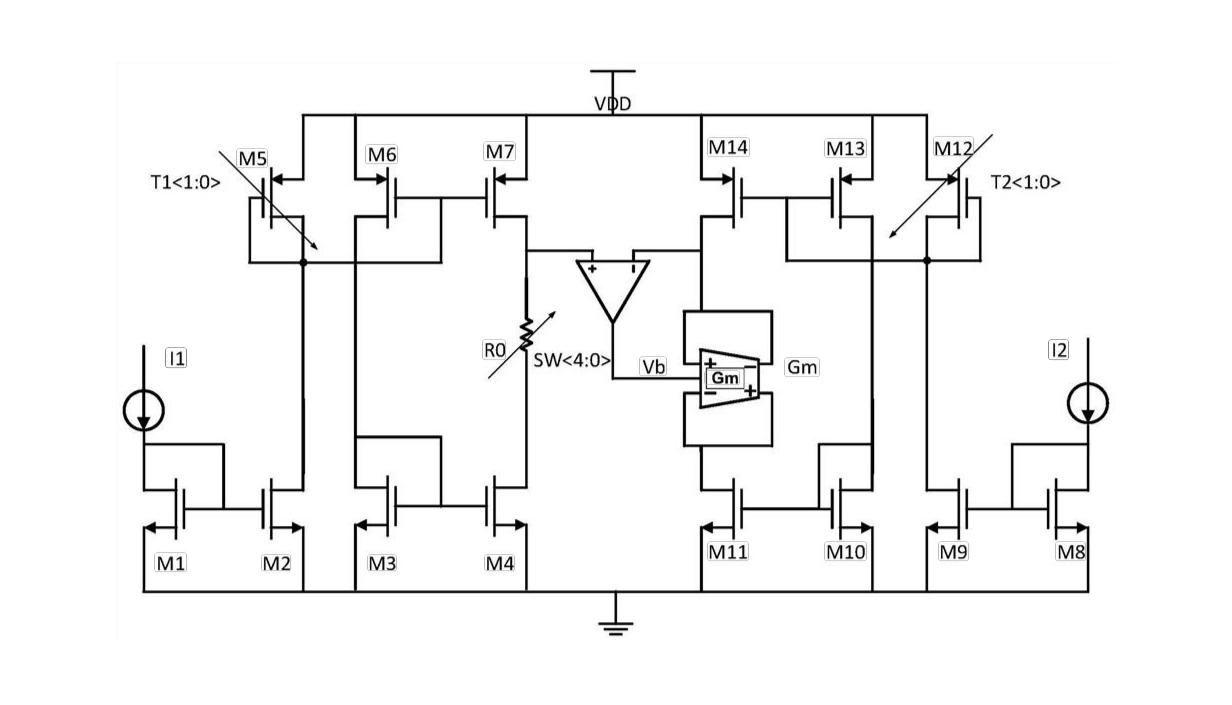 VDD
M5
M6
M7
M14
M13
M12
T1<1:0>
T2<1:0>
+
−
R0
SW<4:0>
Vb
+
−
Gm
−
+
Gm
I1
I2
M1
M2
M3
M4
M11
M10
M9
M8